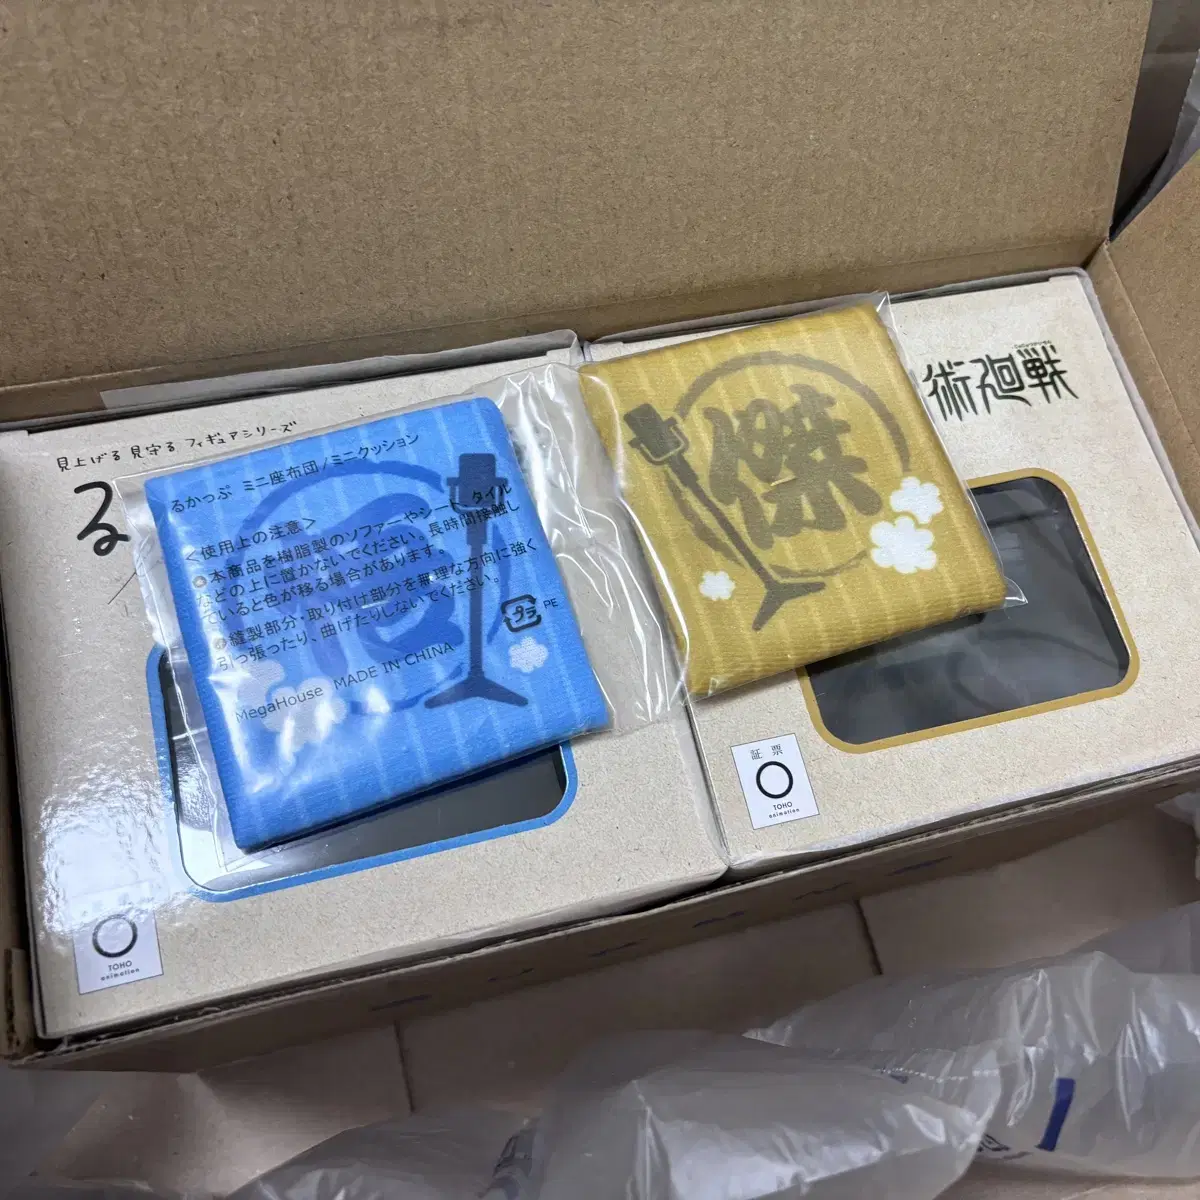 見上げる 見守る フィギュアシリーズ
る
るかっぷ ミニ座布団/ミニクッション
<使用上の注意>
●本商品を樹脂製のソファーやシート、タイル
などの上に置かないでください。長時間接触し
ていると色が移る場合があります。
●縫製部分・取り付け部分を無理な方向に強く
引っ張ったり、曲げたりしないでください。
プラ PE
MegaHouse MADE IN CHINA
傑
術廻戦
証票
TOHO
animation
TOHO
animation